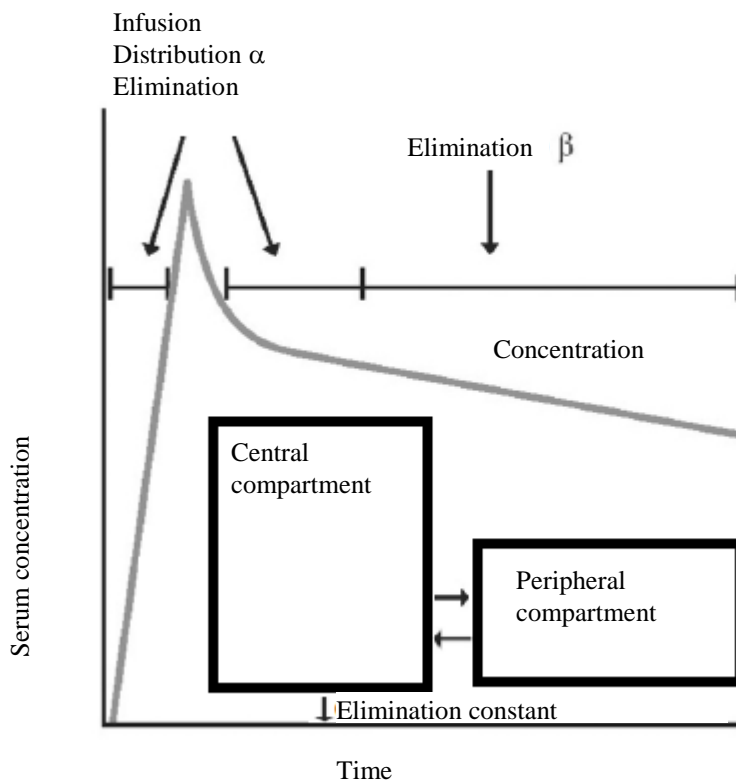 Infusion
Distribution α
Elimination
Elimination β
Concentration
Central
compartment
Peripheral
compartment
Elimination constant
Serum concentration
Time